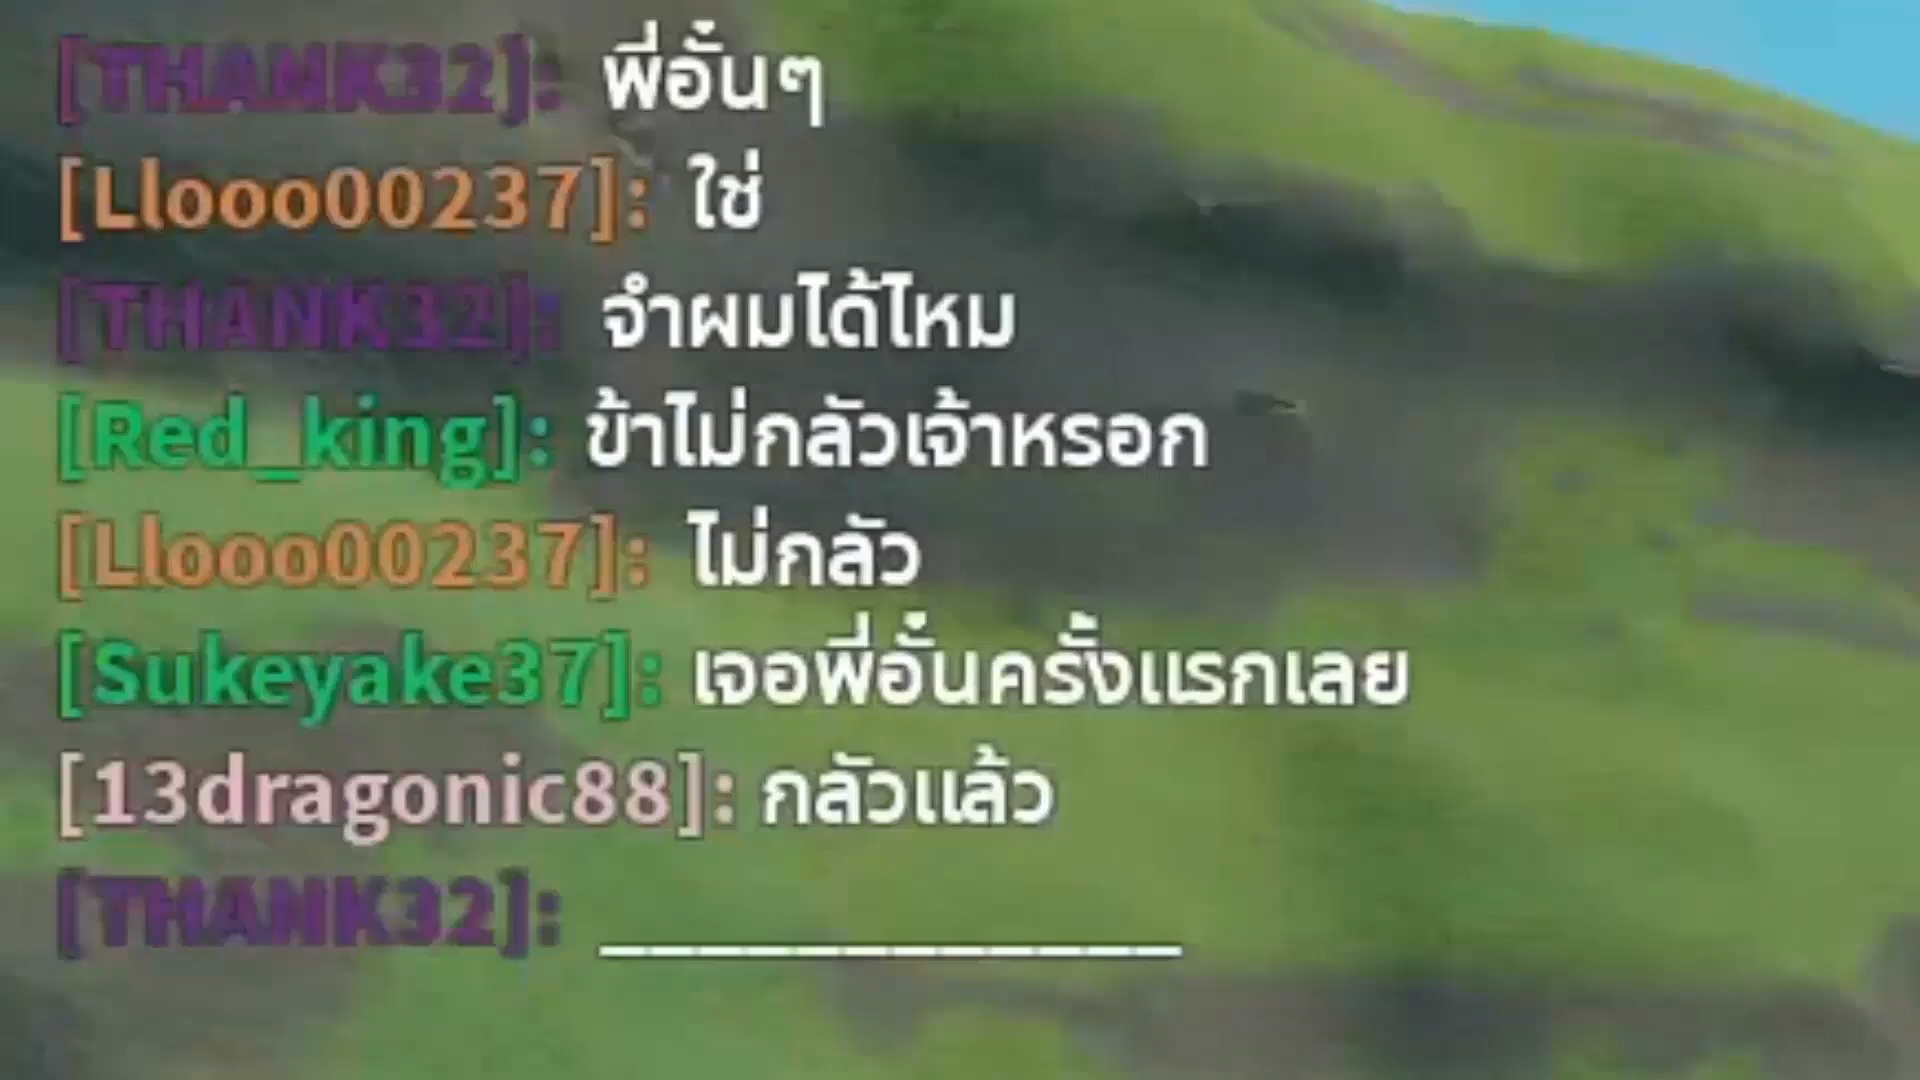 [THANK32]: พี่อั๋นๆ
[Llooo00237]: ใช่
[THANK32]: จำผมได้ไหม
[Red_king]: ข้าไม่กลัวเจ้าหรอก
[Llooo00237]: ไม่กลัว
[Sukeyake37]: เจอพี่อั๋นครั้งแรกเลย
[13dragonic88]: กลัวแล้ว
[THANK32]: _____________